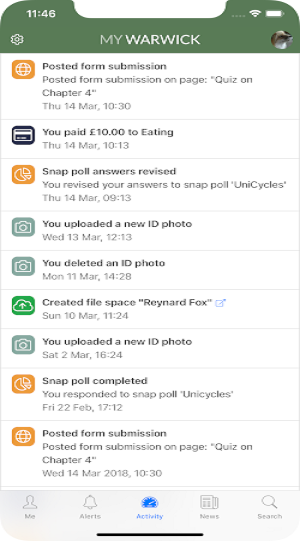 11:46
MY WARWICK
Posted form submission
Posted form submission on page: "Quiz on
Chapter 4"
Thu 14 Mar, 10:30
You paid £10.00 to Eating
Thu 14 Mar, 10:13
Snap poll answers revised
You revised your answers to snap poll 'UniCycles'
Thu 14 Mar, 09:13
You uploaded a new ID photo
Wed 13 Mar, 12:13
You deleted an ID photo
Mon 11 Mar, 14:28
Created file space "Reynard Fox"
Sun 10 Mar, 11:24
You uploaded a new ID photo
Sat 2 Mar, 16:24
Snap poll completed
You responded to snap poll 'Unicycles'
Fri 22 Feb, 17:12
Posted form submission
Posted form submission on page: "Quiz on
Chapter 4"
Wed 14 Mar 2018, 10:30
Me Alerts Activity News Search